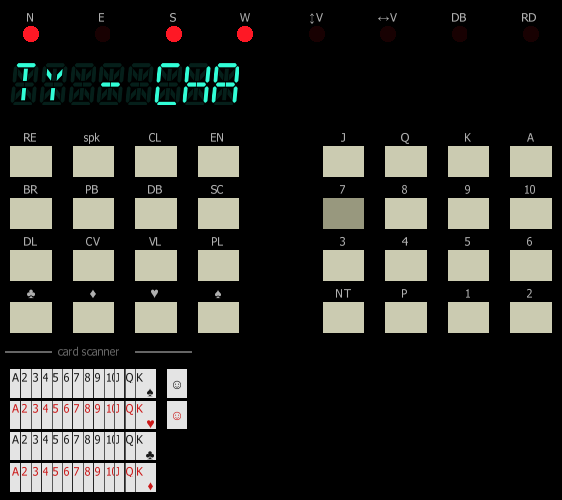 N E S W ↕V ↔V DB RD
TY - CHA
RE spk CL EN J Q K A
BR PB DB SC 7 8 9 10
DL CV VL PL 3 4 5 6
♣ ♦ ♥ ♠ NT P 1 2
card scanner
A 2 3 4 5 6 7 8 9 10 J Q K ♠ ☺
A 2 3 4 5 6 7 8 9 10 J Q K ♥ ☺
A 2 3 4 5 6 7 8 9 10 J Q K ♣
A 2 3 4 5 6 7 8 9 10 J Q K ♦